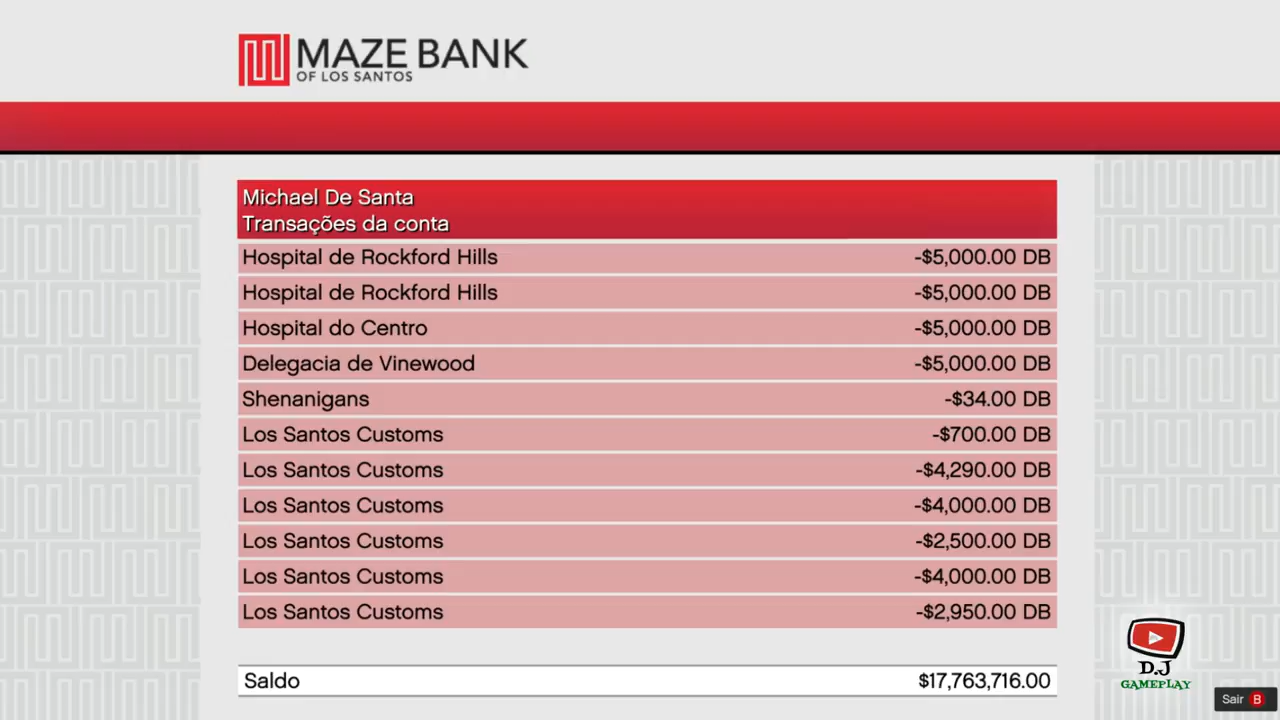 MAZE BANK
OF LOS SANTOS
Michael De Santa
Transações da conta
Hospital de Rockford Hills -$5,000.00 DB
Hospital de Rockford Hills -$5,000.00 DB
Hospital do Centro -$5,000.00 DB
Delegacia de Vinewood -$5,000.00 DB
Shenanigans -$34.00 DB
Los Santos Customs -$700.00 DB
Los Santos Customs -$4,290.00 DB
Los Santos Customs -$4,000.00 DB
Los Santos Customs -$2,500.00 DB
Los Santos Customs -$4,000.00 DB
Los Santos Customs -$2,950.00 DB
Saldo $17,763,716.00
D.J
GAMEPLAY
Sair B